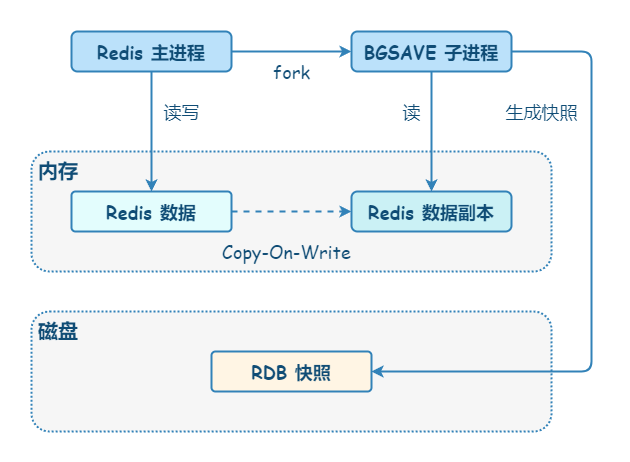 Redis 主进程
BGSAVE 子进程
fork
读写
读
生成快照
内存
Redis 数据
Redis 数据副本
Copy-On-Write
磁盘
RDB 快照